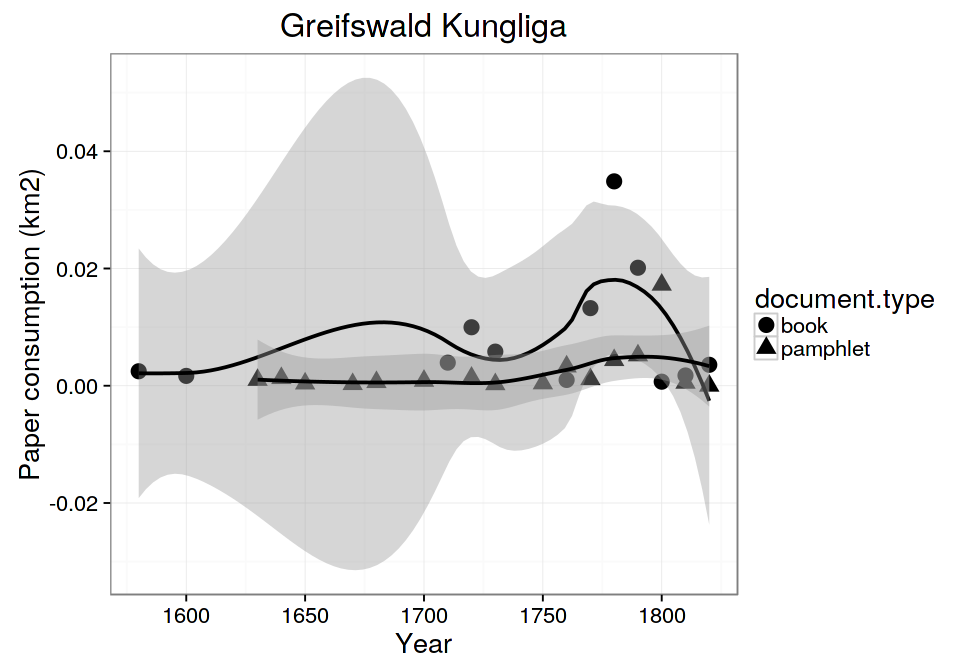 Greifswald Kungliga
Paper consumption (km2)
0.04
0.02
0.00
-0.02
1600 1650 1700 1750 1800
Year
document.type
book
pamphlet